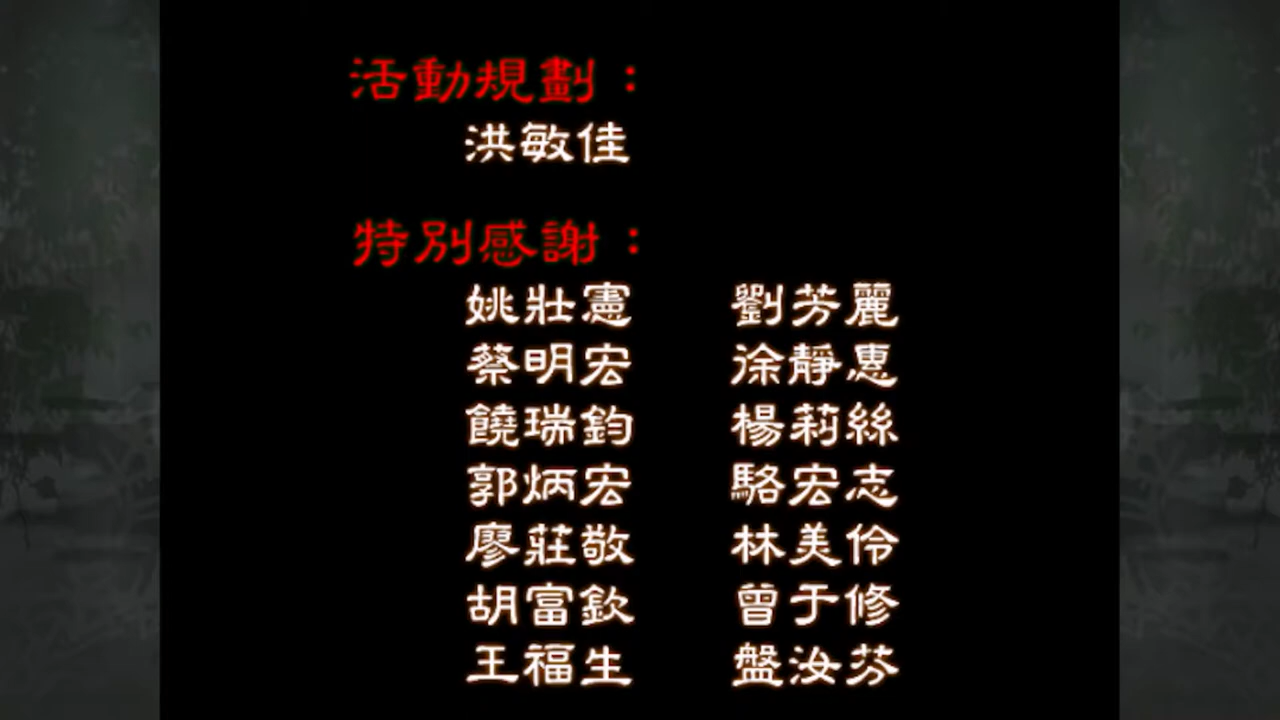 活動規劃：
洪敏佳
特別感謝：
姚壯憲 劉芳麗
蔡明宏 徐靜惠
饒瑞鈞 楊莉絲
郭炳宏 駱宏志
廖莊敬 林美伶
胡富欽 曾于修
王福生 盤汝芬